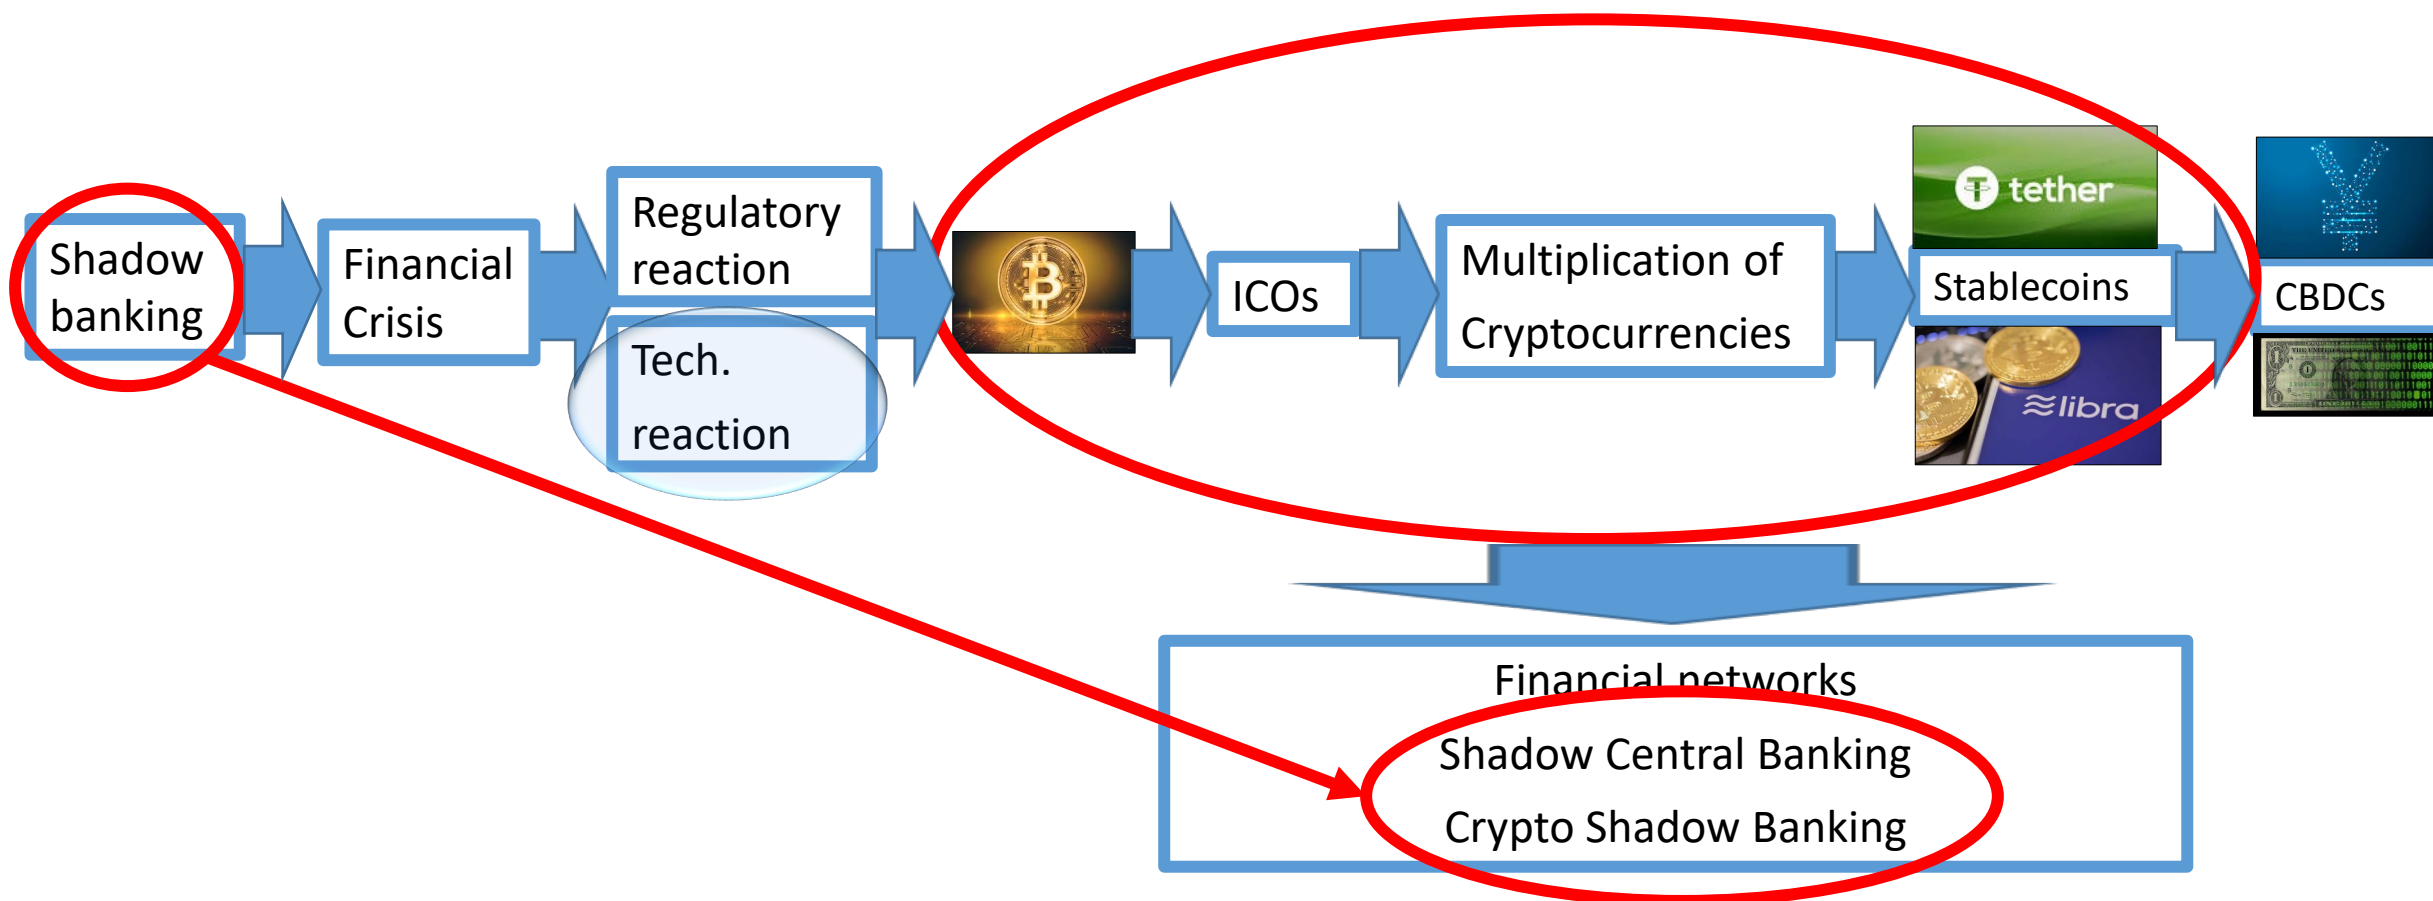 Shadow
banking
Financial
Crisis
Regulatory
reaction
Tech.
reaction
ICOs
Multiplication of
Cryptocurrencies
tether
Stablecoins
libra
CBDCs
Financial networks
Shadow Central Banking
Crypto Shadow Banking